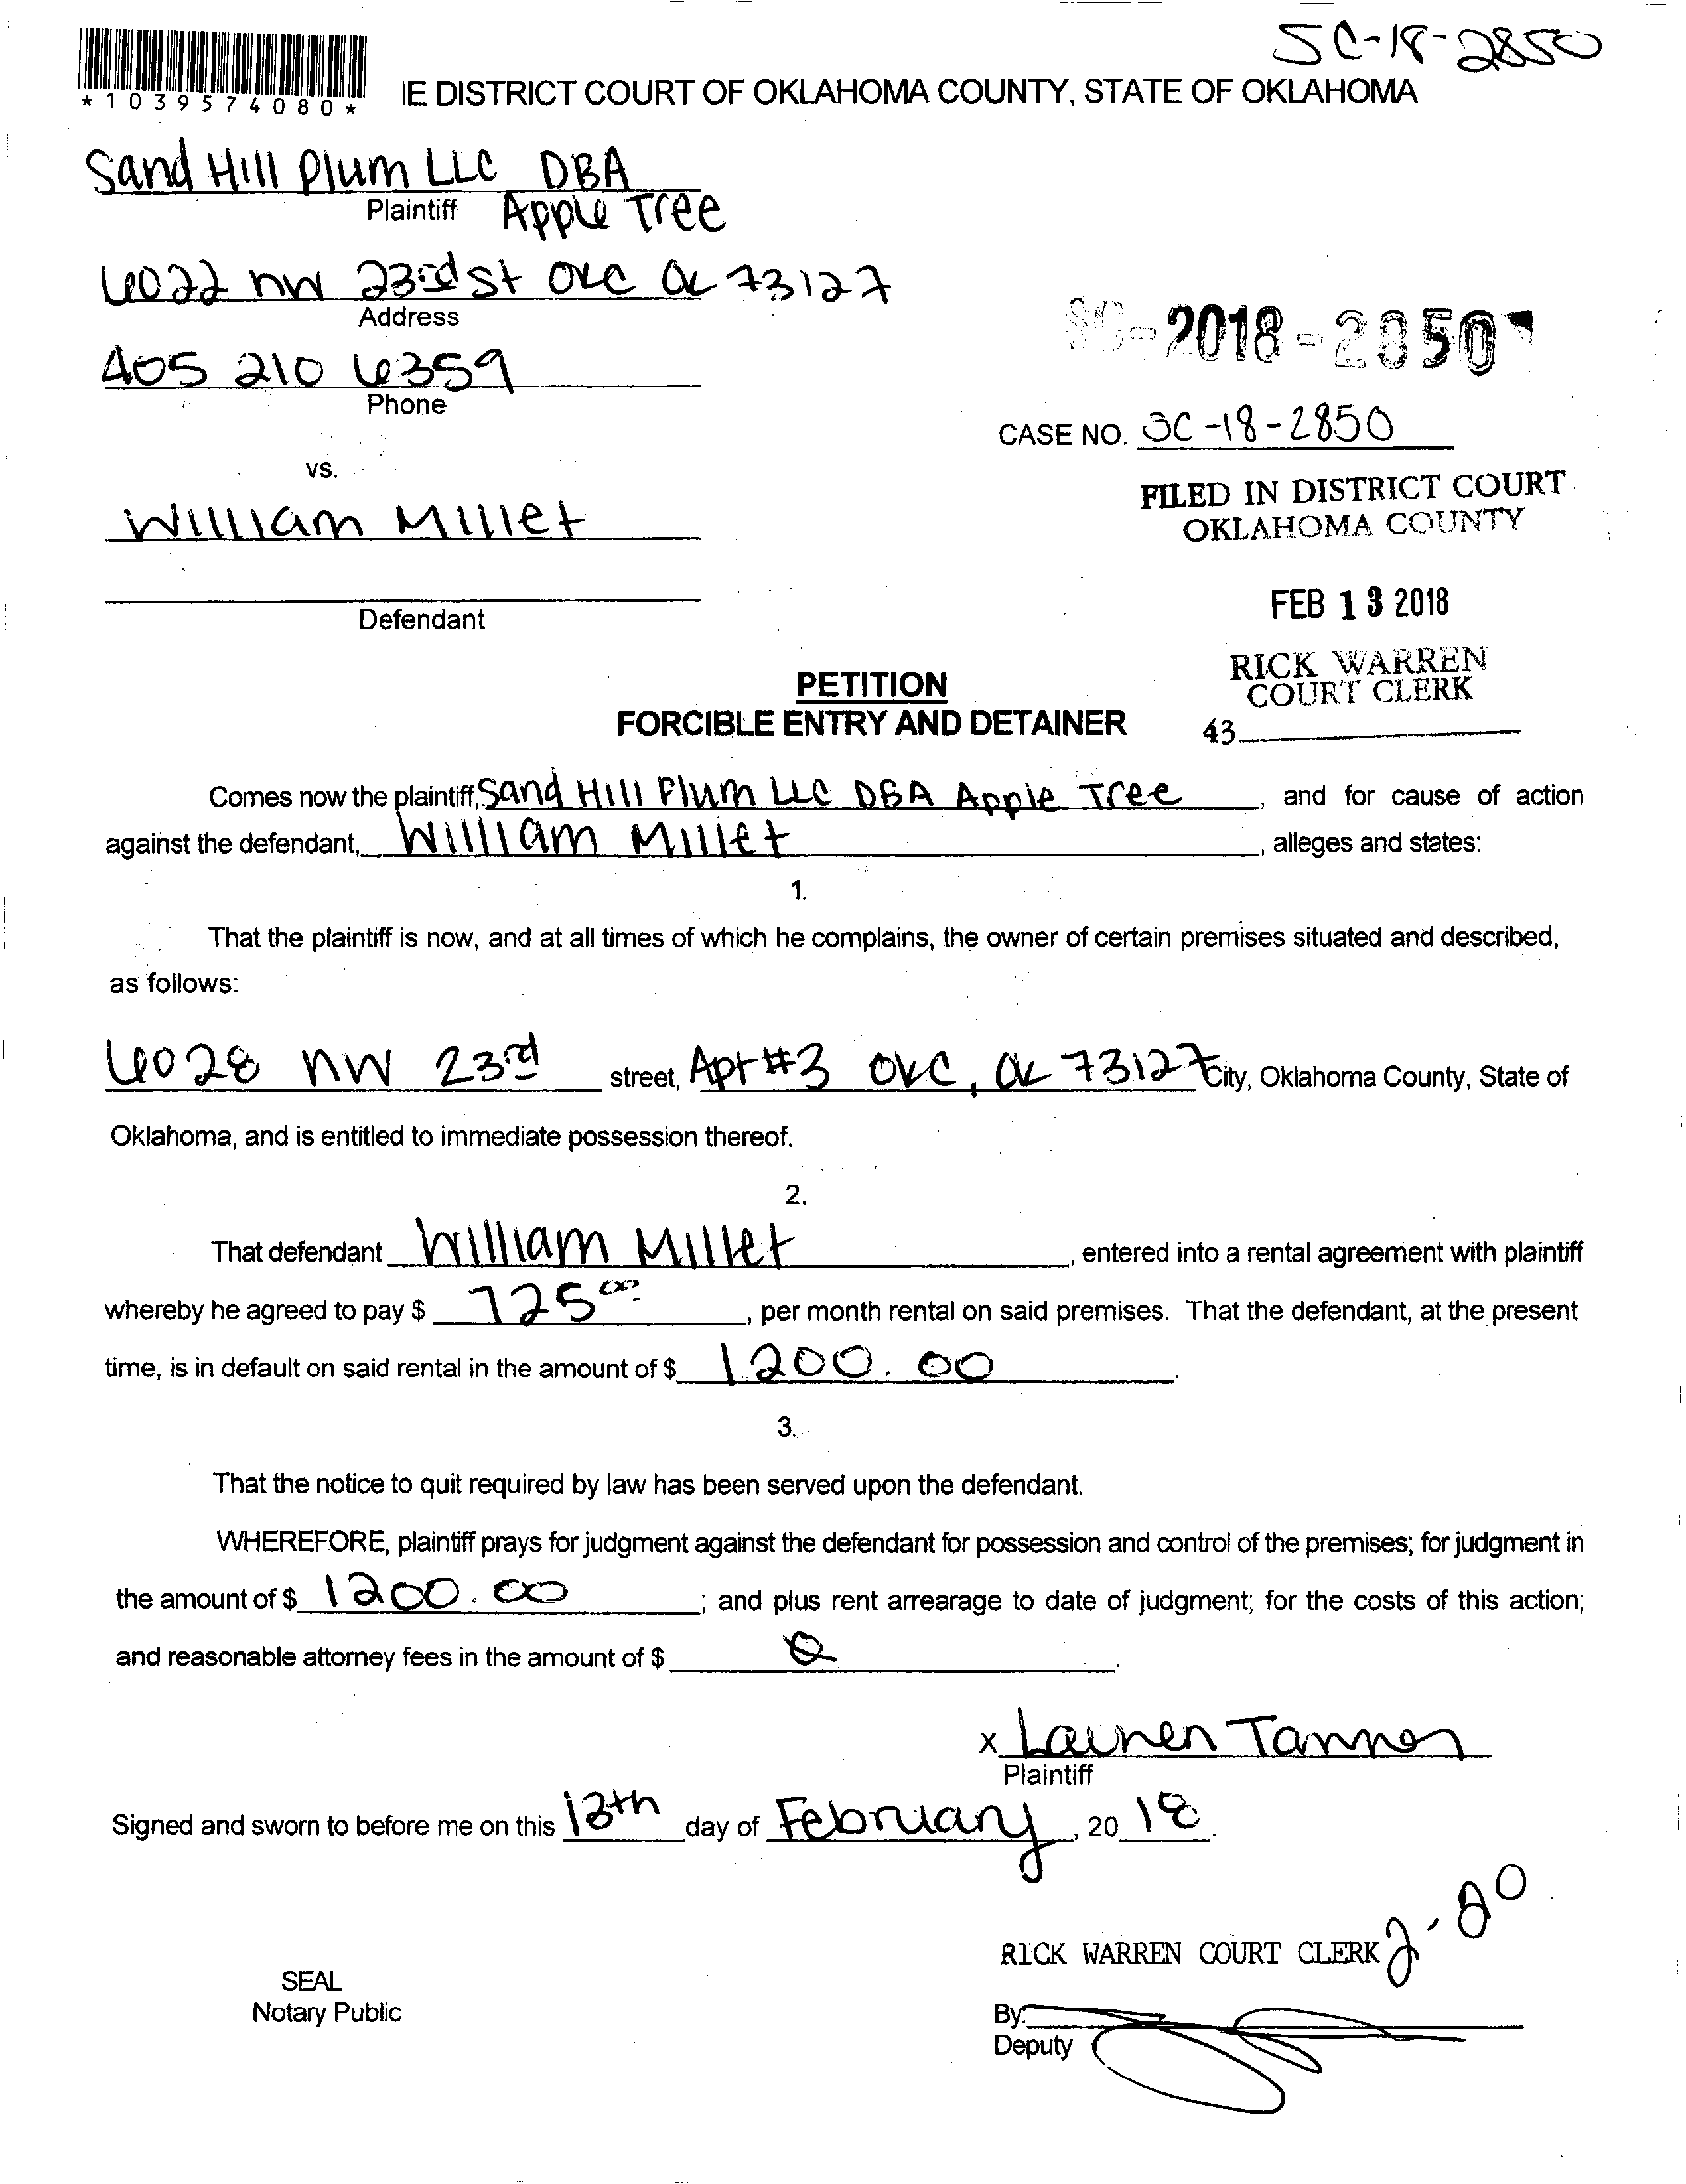 SC-18-2850
*1039574080*
IE DISTRICT COURT OF OKLAHOMA COUNTY, STATE OF OKLAHOMA
Sand Hill Plum LLC DBA
Plaintiff Apple Tree
6022 NW 23rd St OKC OK 73127
Address
SC-2018-2850
405 210 6359
Phone
CASE NO. SC-18-2850
vs.
FILED IN DISTRICT COURT
OKLAHOMA COUNTY
William Millet
FEB 13 2018
Defendant
RICK WARREN
COURT CLERK
43
PETITION
FORCIBLE ENTRY AND DETAINER
Comes now the plaintiff, Sand Hill Plum LLC DBA Apple Tree, and for cause of action
against the defendant, William Millet, alleges and states:
1.
That the plaintiff is now, and at all times of which he complains, the owner of certain premises situated and described,
as follows:
6028 NW 23rd street, Apt #3 OKC, OK 73127 City, Oklahoma County, State of
Oklahoma, and is entitled to immediate possession thereof.
2.
That defendant William Millet, entered into a rental agreement with plaintiff
whereby he agreed to pay $ 725 00, per month rental on said premises. That the defendant, at the present
time, is in default on said rental in the amount of $ 1200.00.
3.
That the notice to quit required by law has been served upon the defendant.
WHEREFORE, plaintiff prays for judgment against the defendant for possession and control of the premises; for judgment in
the amount of $ 1200.00; and plus rent arrearage to date of judgment; for the costs of this action;
and reasonable attorney fees in the amount of $ 0.
x Lauren Tanner
Plaintiff
Signed and sworn to before me on this 13th day of February, 20 18.
RICK WARREN COURT CLERK
SEAL
Notary Public
By:
Deputy